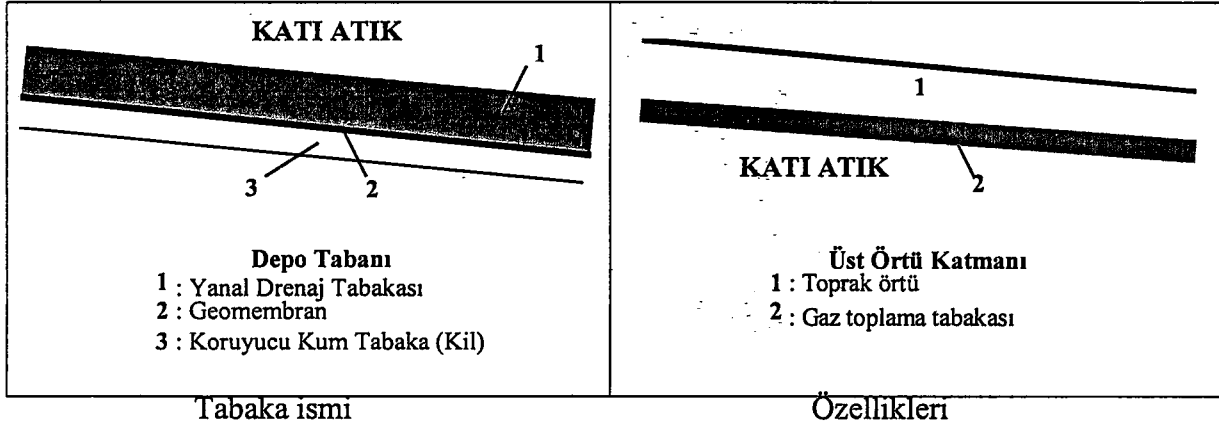 KATI ATIK
1
3
2
Depo Tabanı
1 : Yanal Drenaj Tabakası
2 : Geomembran
3 : Koruyucu Kum Tabaka (Kil)
1
KATI ATIK
2
Üst Örtü Katmanı
1 : Toprak örtü
2 : Gaz toplama tabakası
Tabaka ismi
Özellikleri